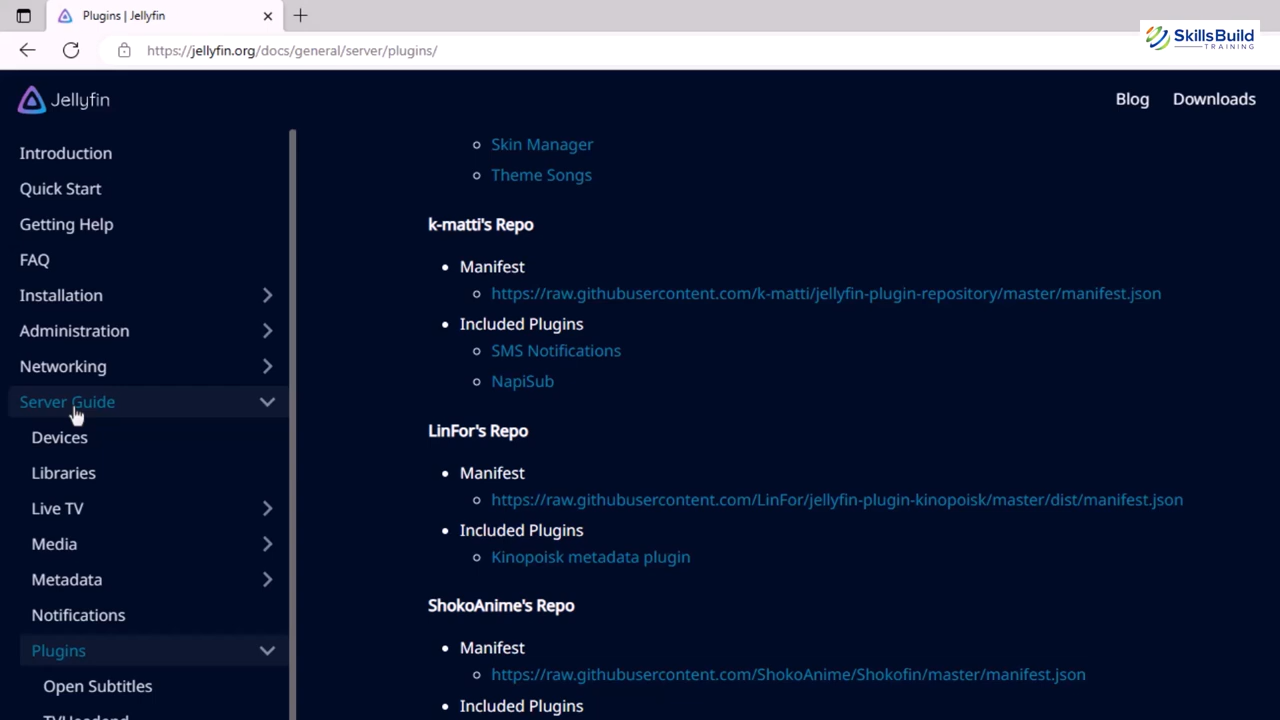 Plugins | Jellyfin
https://jellyfin.org/docs/general/server/plugins/
SkillsBuild
TRAINING
Jellyfin
Blog
Downloads
Introduction
Quick Start
Getting Help
FAQ
Installation
Administration
Networking
Server Guide
Devices
Libraries
Live TV
Media
Metadata
Notifications
Plugins
Open Subtitles
TVHeadend
Skin Manager
Theme Songs
k-matti's Repo
Manifest
https://raw.githubusercontent.com/k-matti/jellyfin-plugin-repository/master/manifest.json
Included Plugins
SMS Notifications
NapiSub
LinFor's Repo
Manifest
https://raw.githubusercontent.com/LinFor/jellyfin-plugin-kinopoisk/master/dist/manifest.json
Included Plugins
Kinopoisk metadata plugin
ShokoAnime's Repo
Manifest
https://raw.githubusercontent.com/ShokoAnime/Shokofin/master/manifest.json
Included Plugins